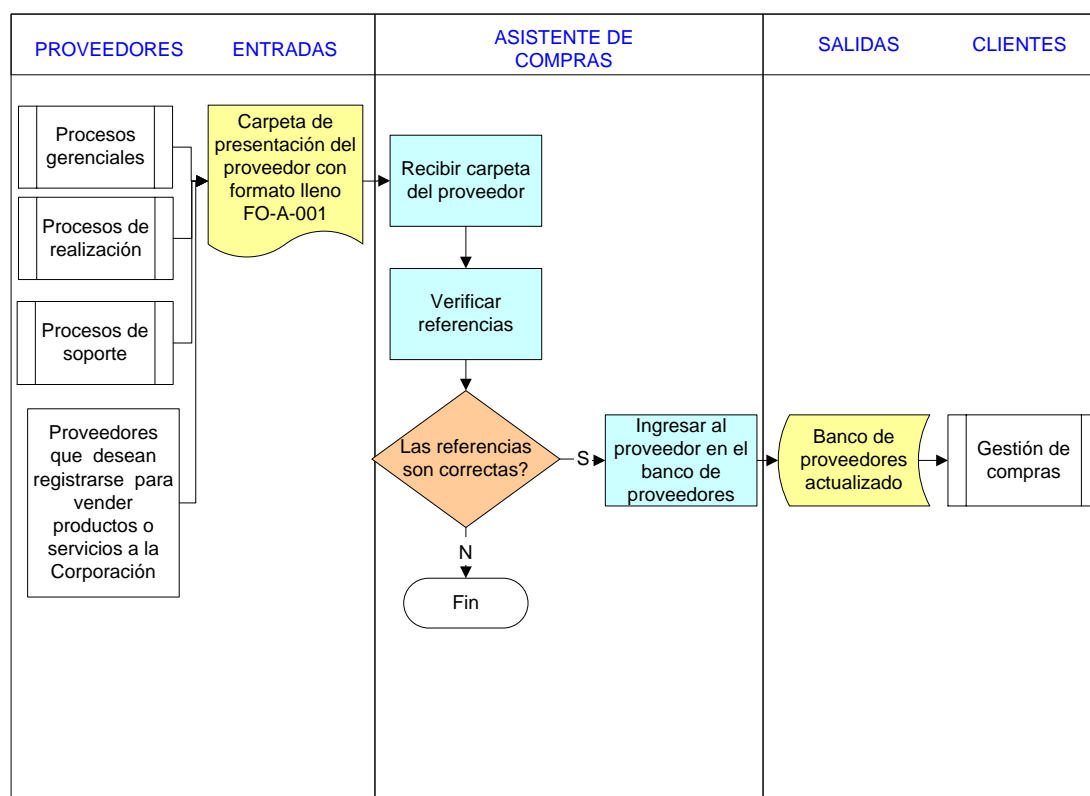 PROVEEDORES
ENTRADAS
ASISTENTE DE
COMPRAS
SALIDAS
CLIENTES
Procesos
gerenciales
Procesos de
realización
Procesos de
soporte
Proveedores
que desean
registrarse para
vender
productos o
servicios a la
Corporación
Carpeta de
presentación del
proveedor con
formato lleno
FO-A-001
Recibir carpeta
del proveedor
Verificar
referencias
Las referencias
son correctas?
S
N
Fin
Ingresar al
proveedor en el
banco de
proveedores
Banco de
proveedores
actualizado
Gestión de
compras